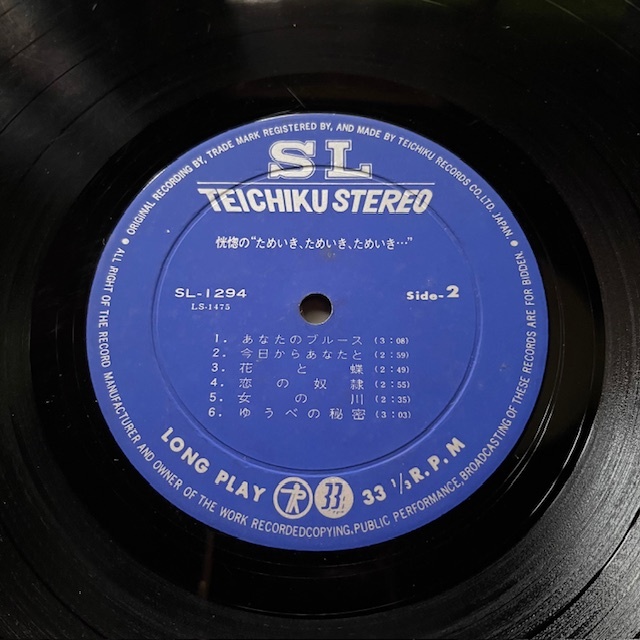 ● ORIGINAL RECORDING BY, TRADE MARK REGISTERED BY, AND MADE BY TEICHIKU RECORDS CO.LTD, JAPAN ●
SL
TEICHIKU STEREO
恍惚の“ためいき、ためいき、ためいき…”
SL-1294 Side-2
LS-1475
1. あなたのブルース (3:08)
2. 今日からあなたと (2:59)
3. 花と蝶 (2:49)
4. 恋の奴隷 (2:55)
5. 女の川 (2:35)
6. ゆうべの秘密 (3:03)
LONG PLAY 33 33 1/3 R.P.M
ALL RIGHT OF THE RECORD MANUFACTURER AND OWNER OF THE WORK RECORDEDCOPYING.PUBLIC PERFORMANCE,BROADCASTING OF THESE RECORDS ARE FOR BIDDEN.